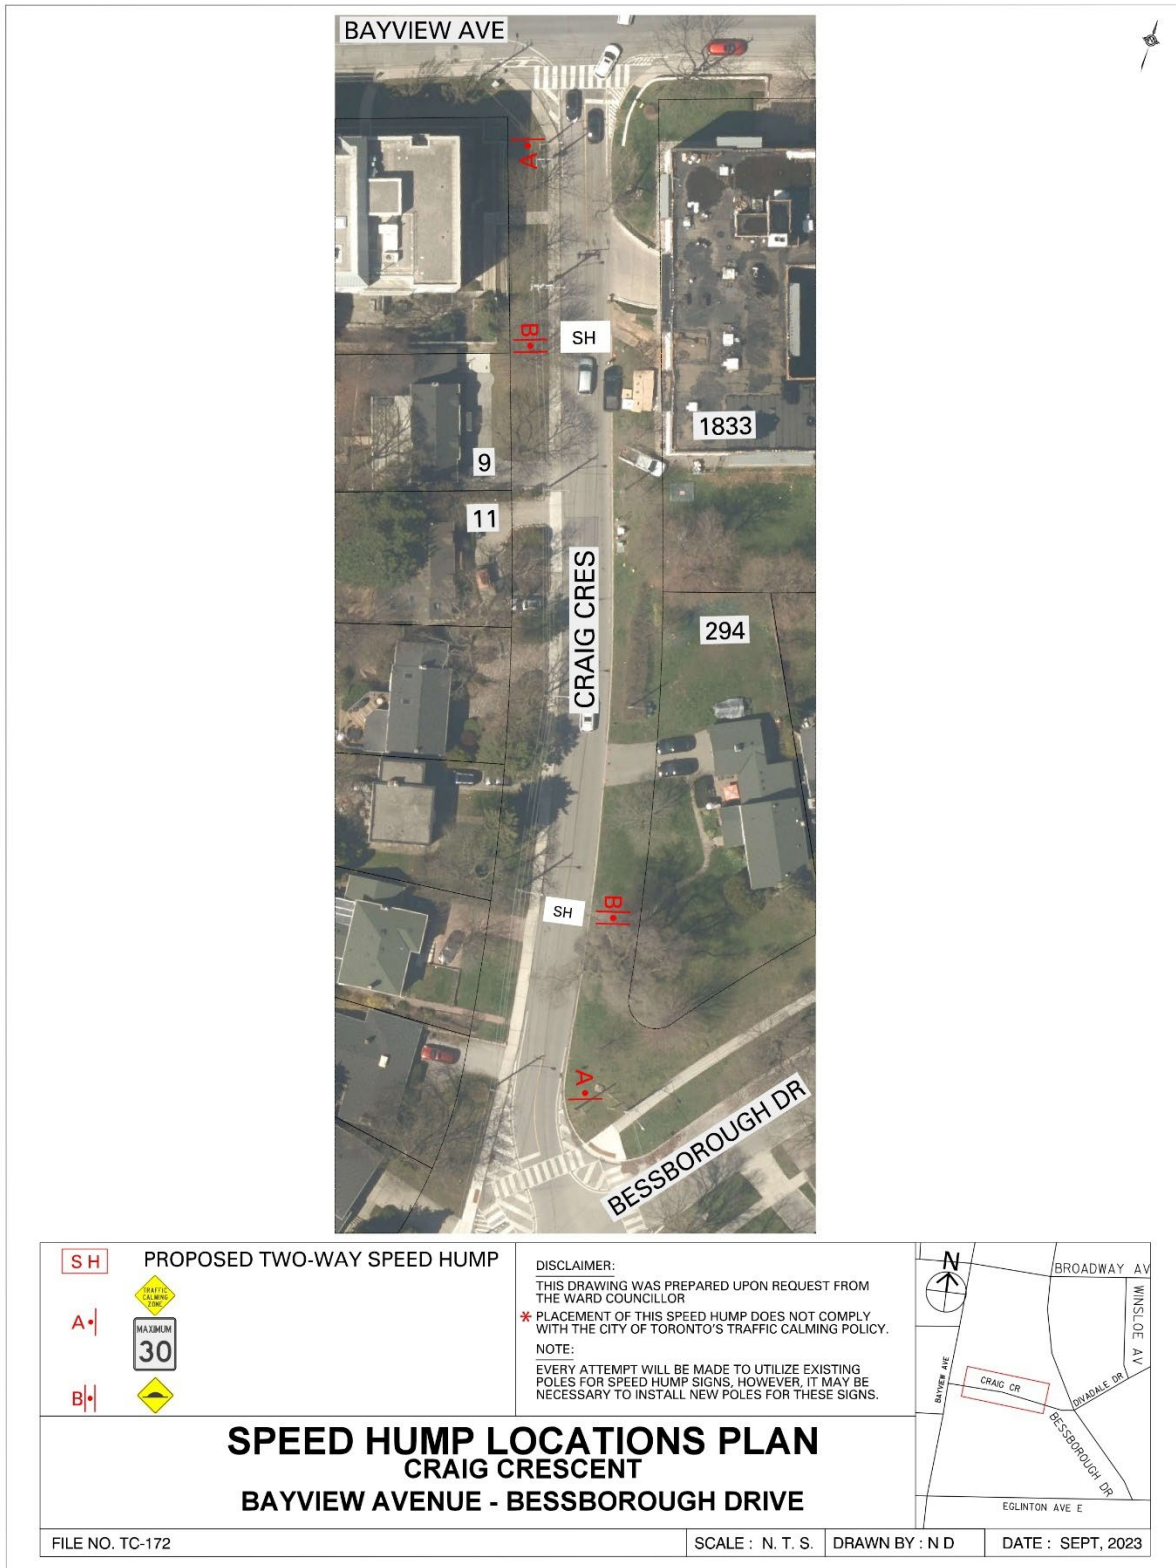 BAYVIEW AVE
A
B
SH
1833
9
11
CRAIG CRES
294
SH
B
A
BESSBOROUGH DR
SH
PROPOSED TWO-WAY SPEED HUMP
TRAFFIC
CALMING
ZONE
A
MAXIMUM
30
B
DISCLAIMER:
THIS DRAWING WAS PREPARED UPON REQUEST FROM
THE WARD COUNCILLOR
* PLACEMENT OF THIS SPEED HUMP DOES NOT COMPLY
WITH THE CITY OF TORONTO'S TRAFFIC CALMING POLICY.
NOTE:
EVERY ATTEMPT WILL BE MADE TO UTILIZE EXISTING
POLES FOR SPEED HUMP SIGNS, HOWEVER, IT MAY BE
NECESSARY TO INSTALL NEW POLES FOR THESE SIGNS.
N
BROADWAY AV
WINSLOE AV
BAYVIEW AVE
CRAIG CR
DIVADALE DR
BESSBOROUGH DR
EGLINTON AVE E
SPEED HUMP LOCATIONS PLAN
CRAIG CRESCENT
BAYVIEW AVENUE - BESSBOROUGH DRIVE
FILE NO. TC-172
SCALE : N. T. S.
DRAWN BY : N D
DATE : SEPT, 2023